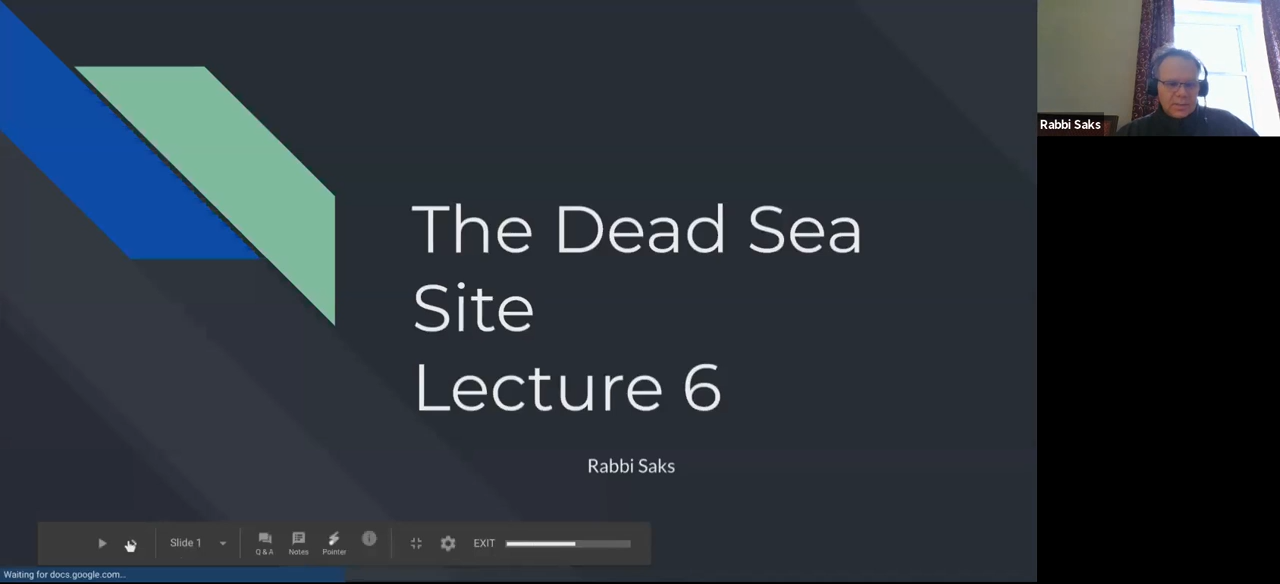 The Dead Sea
Site
Lecture 6
Rabbi Saks
Rabbi Saks
Slide 1
Q & A
Notes
Pointer
EXIT
Waiting for docs.google.com...